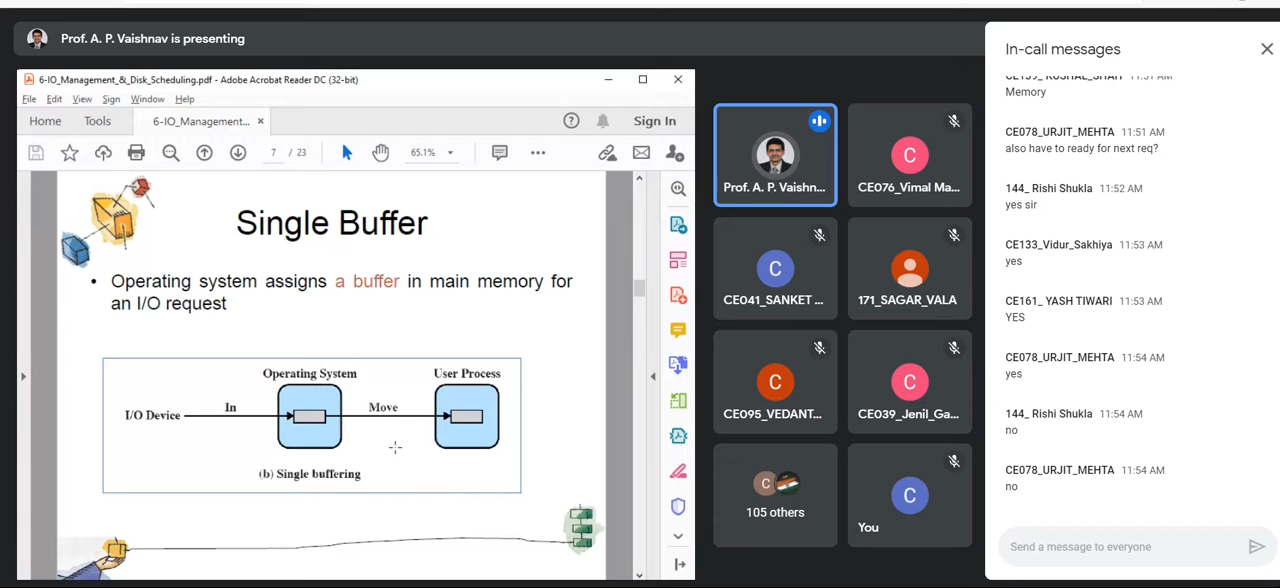 Prof. A. P. Vaishnav is presenting
6-IO_Management_&_Disk_Scheduling.pdf - Adobe Acrobat Reader DC (32-bit)
File Edit View Sign Window Help
Home Tools 6-IO_Management... × Sign In
7 / 23 65.1%
Single Buffer
• Operating system assigns a buffer in main memory for
an I/O request
Operating System User Process
I/O Device In Move
(b) Single buffering
Prof. A. P. Vaishn...
C
CE076_Vimal Ma...
C
CE041_SANKET ...
171_SAGAR_VALA
C
CE095_VEDANT...
C
CE039_Jenil_Ga...
C
105 others
C
You
In-call messages
CE159_ KUSHAL_SHAH 11:51 AM
Memory
CE078_URJIT_MEHTA 11:51 AM
also have to ready for next req?
144_ Rishi Shukla 11:52 AM
yes sir
CE133_Vidur_Sakhiya 11:53 AM
yes
CE161_ YASH TIWARI 11:53 AM
YES
CE078_URJIT_MEHTA 11:54 AM
yes
144_ Rishi Shukla 11:54 AM
no
CE078_URJIT_MEHTA 11:54 AM
no
Send a message to everyone